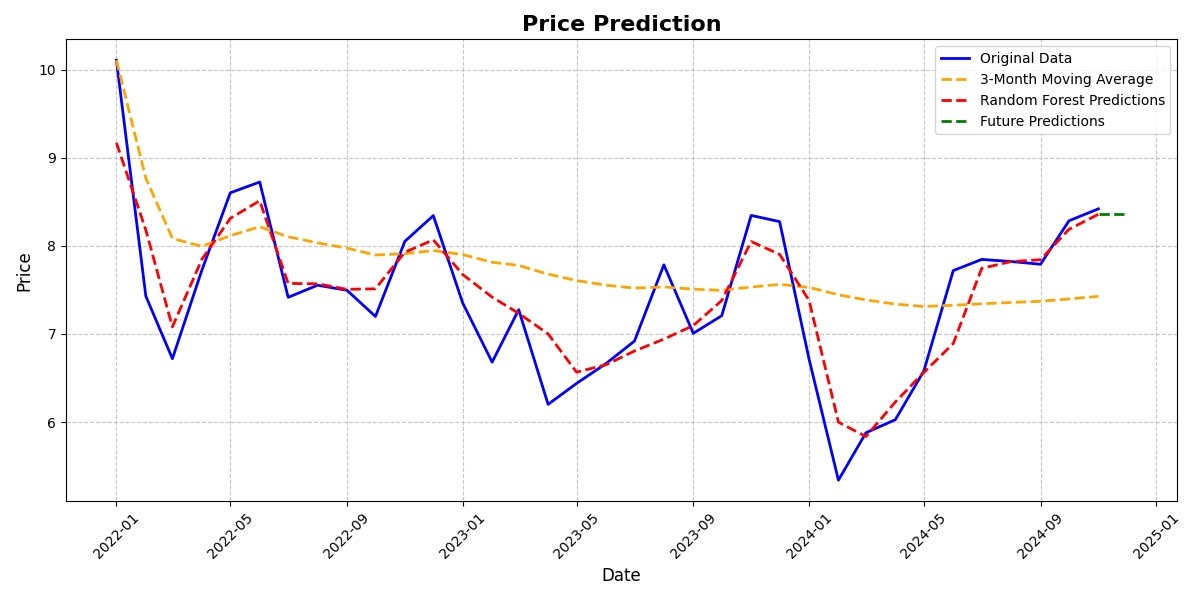 Price Prediction
Original Data
3-Month Moving Average
Random Forest Predictions
Future Predictions
Price
10
9
8
7
6
2022-01
2022-05
2022-09
2023-01
2023-05
2023-09
2024-01
2024-05
2024-09
2025-01
Date